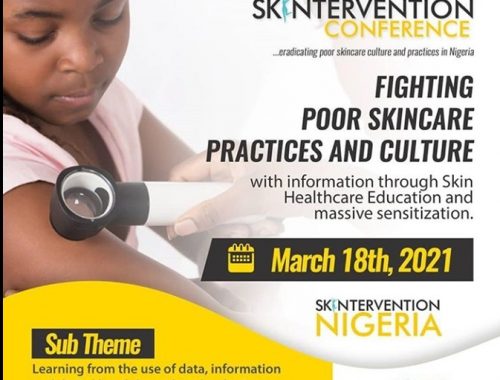 SKINTERVENTION
CONFERENCE
...eradicating poor skincare culture and practices in Nigeria
FIGHTING
POOR SKINCARE
PRACTICES AND CULTURE
with information through Skin
Healthcare Education and
massive sensitization.
March 18th, 2021
SKINTERVENTION
NIGERIA
Sub Theme
Learning from the use of data, information